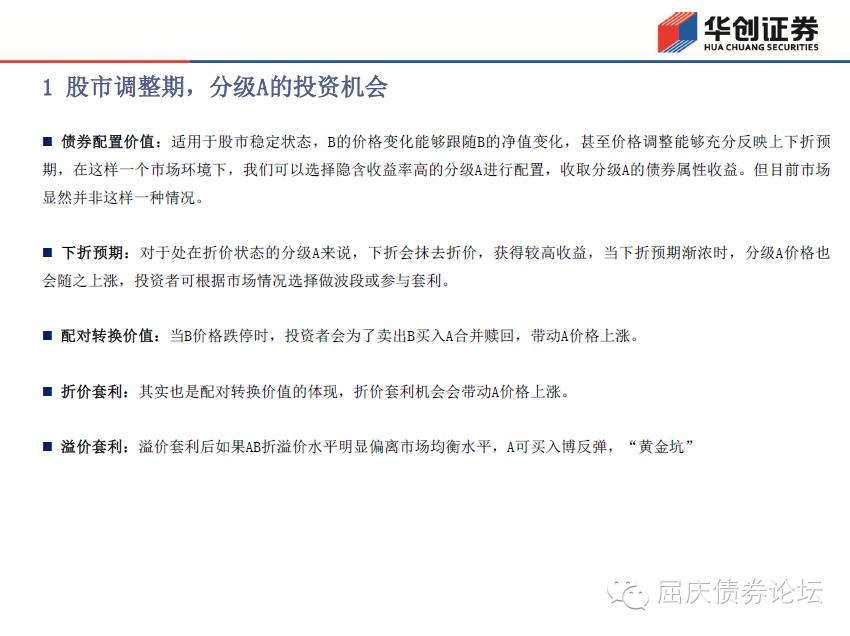 华创证券
HUA CHUANG SECURITIES
1 股市调整期，分级A的投资机会
■ 债券配置价值：适用于股市稳定状态，B的价格变化能够跟随B的净值变化，甚至价格调整能够充分反映上下折预
期，在这样一个市场环境下，我们可以选择隐含收益率高的分级A进行配置，收取分级A的债券属性收益。但目前市场
显然并非这样一种情况。
■ 下折预期：对于处在折价状态的分级A来说，下折会抹去折价，获得较高收益，当下折预期渐浓时，分级A价格也
会随之上涨，投资者可根据市场情况选择做波段或参与套利。
■ 配对转换价值：当B价格跌停时，投资者会为了卖出B买入A合并赎回，带动A价格上涨。
■ 折价套利：其实也是配对转换价值的体现，折价套利机会会带动A价格上涨。
■ 溢价套利：溢价套利后如果AB折溢价水平明显偏离市场均衡水平，A可买入博反弹，“黄金坑”
屈庆债券论坛